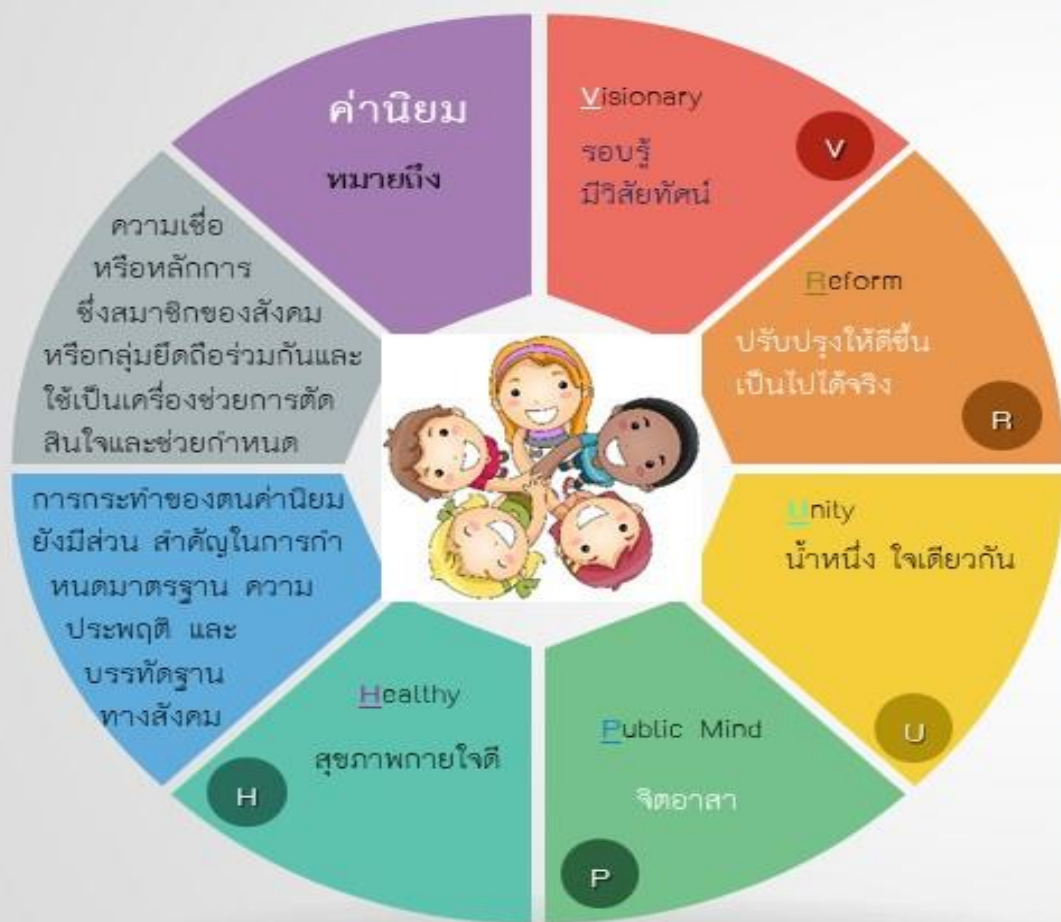 ค่านิยม
หมายถึง
ความเชื่อ
หรือหลักการ
ซึ่งสมาชิกของสังคม
หรือกลุ่มยึดถือร่วมกันและ
ใช้เป็นเครื่องช่วยการตัด
สินใจและช่วยกำหนด
การกระทำของตนค่านิยม
ยังมีส่วน สำคัญในการกำ
หนดมาตรฐาน ความ
ประพฤติ และ
บรรทัดฐาน
ทางสังคม
Visionary
รอบรู้
มีวิสัยทัศน์
V
Reform
ปรับปรุงให้ดีขึ้น
เป็นไปได้จริง
R
Unity
น้ำหนึ่ง ใจเดียวกัน
U
Public Mind
จิตอาสา
P
Healthy
สุขภาพกายใจดี
H